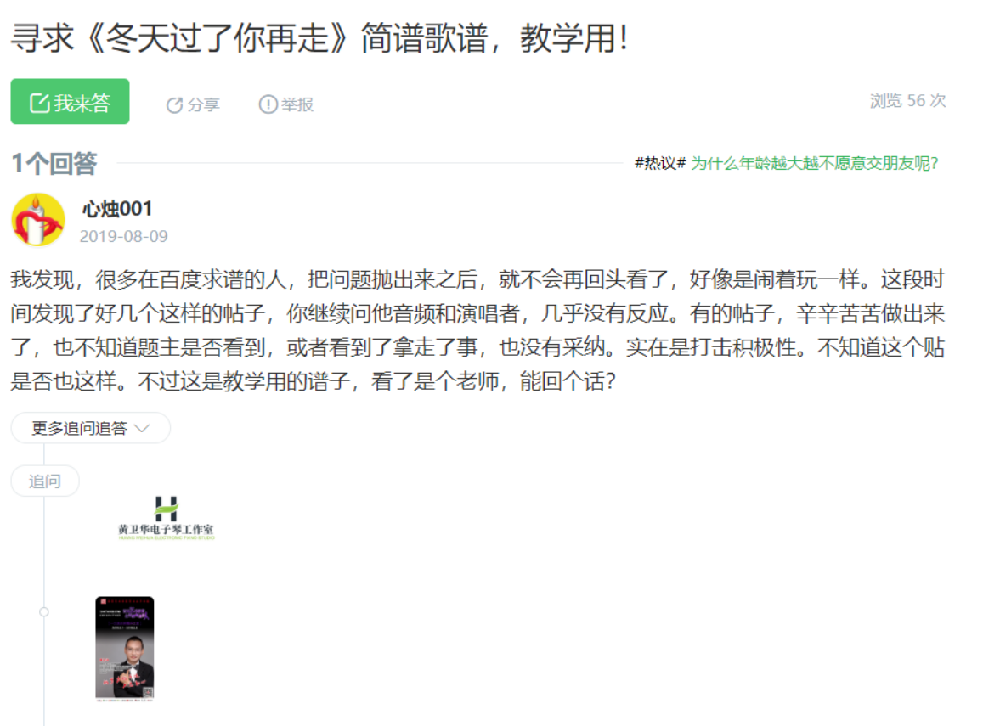 寻求《冬天过了你再走》简谱歌谱，教学用！
我来答
分享
举报
浏览 56 次
1个回答
#热议# 为什么年龄越大越不愿意交朋友呢？
心烛001
2019-08-09
我发现，很多在百度求谱的人，把问题抛出来之后，就不会再回头看了，好像是闹着玩一样。这段时
间发现了好几个这样的帖子，你继续问他音频和演唱者，几乎没有反应。有的帖子，辛辛苦苦做出来
了，也不知道题主是否看到，或者看到了拿走了事，也没有采纳。实在是打击积极性。不知道这个贴
是否也这样。不过这是教学用的谱子，看了是个老师，能回个话？
更多追问追答
追问
黄卫华电子琴工作室
HUANG WEIHUA ELECTRONIC PIANO STUDIO